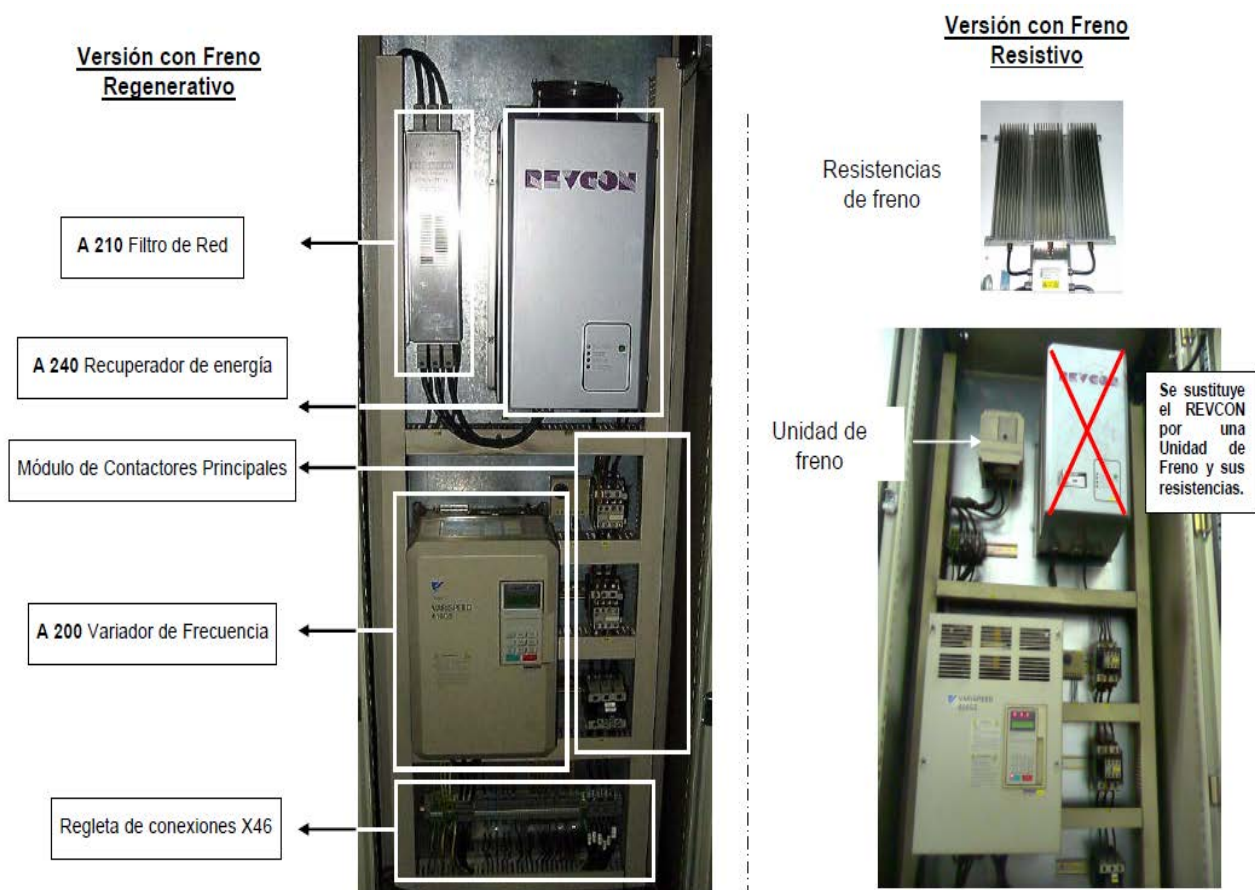 Versión con Freno
Regenerativo
A 210 Filtro de Red
A 240 Recuperador de energía
Módulo de Contactores Principales
A 200 Variador de Frecuencia
Regleta de conexiones X46
REVCON
VARISPEED
Versión con Freno
Resistivo
Resistencias
de freno
Unidad de
freno
REVCON
Se sustituye
el REVCON
por una
Unidad de
Freno y sus
resistencias.
VARISPEED